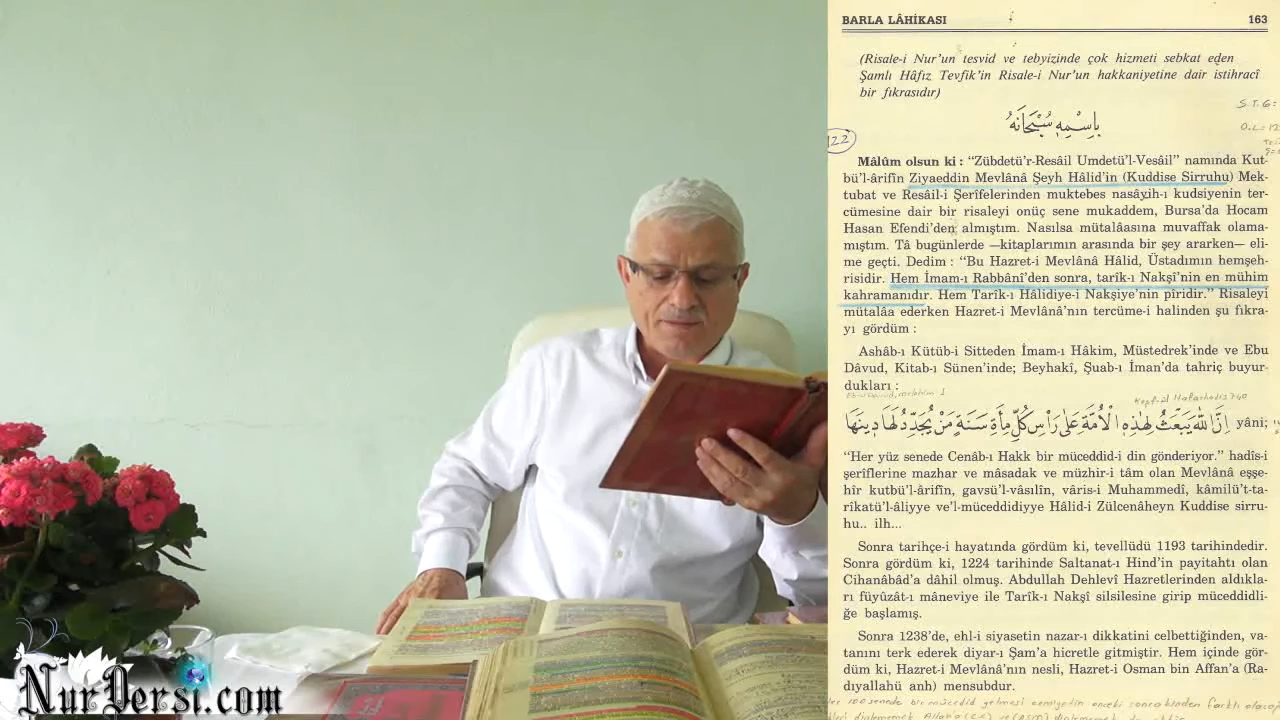 BARLA LÂHİKASI 163
(Risale-i Nur'un tesvid ve tebyizinde çok hizmeti sebkat eden
Şamlı Hâfız Tevfik'in Risale-i Nur'un hakkaniyetine dair istihracî
bir fıkrasıdır)
S.T.G:
بِاسْمِهِ سُبْحَانَهُ
22
Mâlûm olsun ki : "Zübdetü'r-Resâil Umdetü'l-Vesâil" namında Kut-
bü'l-ârifîn Ziyaeddin Mevlânâ Şeyh Hâlid'in (Kuddise Sirruhu) Mek-
tubat ve Resâil-i Şerîfelerinden muktebes nasâyih-ı kudsiyenin ter-
cümesine dair bir risaleyi onüç sene mukaddem, Bursa'da Hocam
Hasan Efendi'den almıştım. Nasılsa mütalâasına muvaffak olama-
mıştım. Tâ bugünlerde —kitaplarımın arasında bir şey ararken— eli-
me geçti. Dedim : "Bu Hazret-i Mevlânâ Hâlid, Üstadımın hemşeh-
risidir. Hem İmam-ı Rabbânî'den sonra, tarîk-ı Nakşî'nin en mühim
kahramanıdır. Hem Tarîk-ı Hâlidiye-i Nakşiye'nin pîridir." Risaleyi
mütalâa ederken Hazret-i Mevlânâ'nın tercüme-i halinden şu fıkra-
yı gördüm :
Ashâb-ı Kütüb-i Sitteden İmam-ı Hâkim, Müstedrek'inde ve Ebu
Dâvud, Kitab-ı Sünen'inde; Beyhakî, Şuab-ı İman'da tahriç buyur-
dukları :
اِنَّ اللهَ يَبْعَثُ لِهٰذِهِ الْاُمَّةِ عَلٰى رَاْسِ كُلِّ مِاَةِ سَنَةٍ مَنْ يُجَدِّدُ لَهَا دِينَهَا yâni;
"Her yüz senede Cenâb-ı Hakk bir müceddid-i din gönderiyor." hadîs-i
şerîflerine mazhar ve mâsadak ve müzhir-i tâm olan Mevlânâ eşşe-
hîr kutbü'l-ârifîn, gavsü'l-vâsılîn, vâris-i Muhammedî, kâmilü't-ta-
rîkatü'l-âliyye ve'l-müceddidiyye Hâlid-i Zülcenâheyn Kuddise sirru-
hu.. ilh...
Sonra tarihçe-i hayatında gördüm ki, tevellüdü 1193 tarihindedir.
Sonra gördüm ki, 1224 tarihinde Saltanat-ı Hind'in payitahtı olan
Cihanâbâd'a dâhil olmuş. Abdullah Dehlevî Hazretlerinden aldıkla-
rı füyûzât-ı mâneviye ile Tarîk-ı Nakşî silsilesine girip müceddidli-
ğe başlamış.
Sonra 1238'de, ehl-i siyasetin nazar-ı dikkatini celbettiğinden, va-
tanını terk ederek diyar-ı Şam'a hicretle gitmiştir. Hem içinde gör-
düm ki, Hazret-i Mevlânâ'nın nesli, Hazret-i Osman bin Affan'a (Ra-
dıyallahü anh) mensubdur.
NurDersi.com